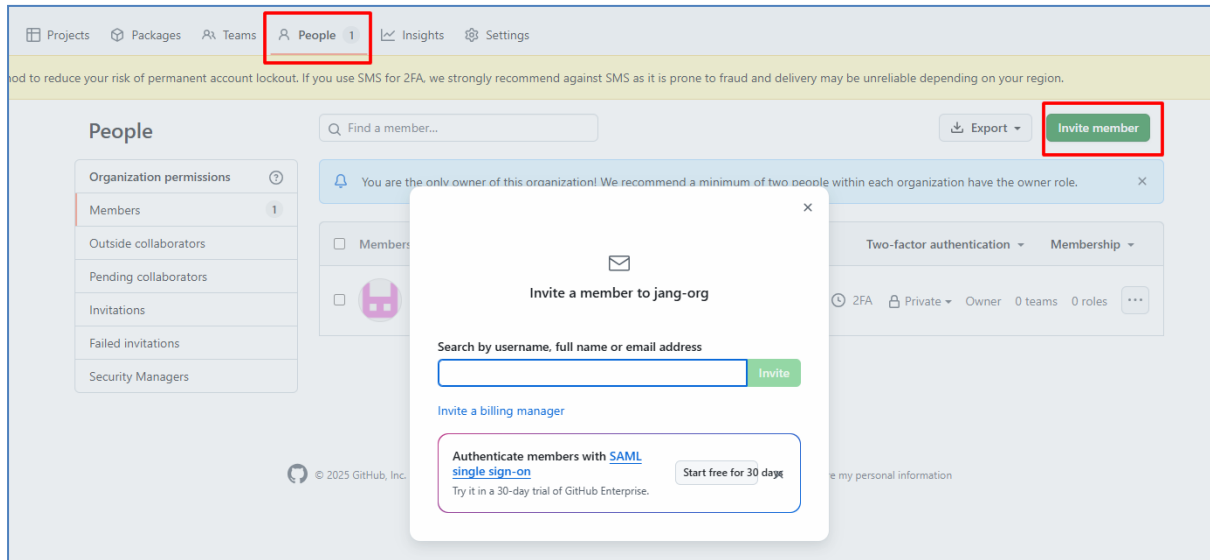 Projects Packages Teams People 1 Insights Settings
to reduce your risk of permanent account lockout. If you use SMS for 2FA, we strongly recommend against SMS as it is prone to fraud and delivery may be unreliable depending on your region.
People
Find a member...
Export
Invite member
Organization permissions
Members 1
Outside collaborators
Pending collaborators
Invitations
Failed invitations
Security Managers
You are the only owner of this organization! We recommend a minimum of two people within each organization have the owner role.
Members
Two-factor authentication Membership
2FA Private Owner 0 teams 0 roles
Invite a member to jang-org
Search by username, full name or email address
Invite
Invite a billing manager
Authenticate members with SAML
single sign-on
Try it in a 30-day trial of GitHub Enterprise.
Start free for 30 days
© 2025 GitHub, Inc.
my personal information